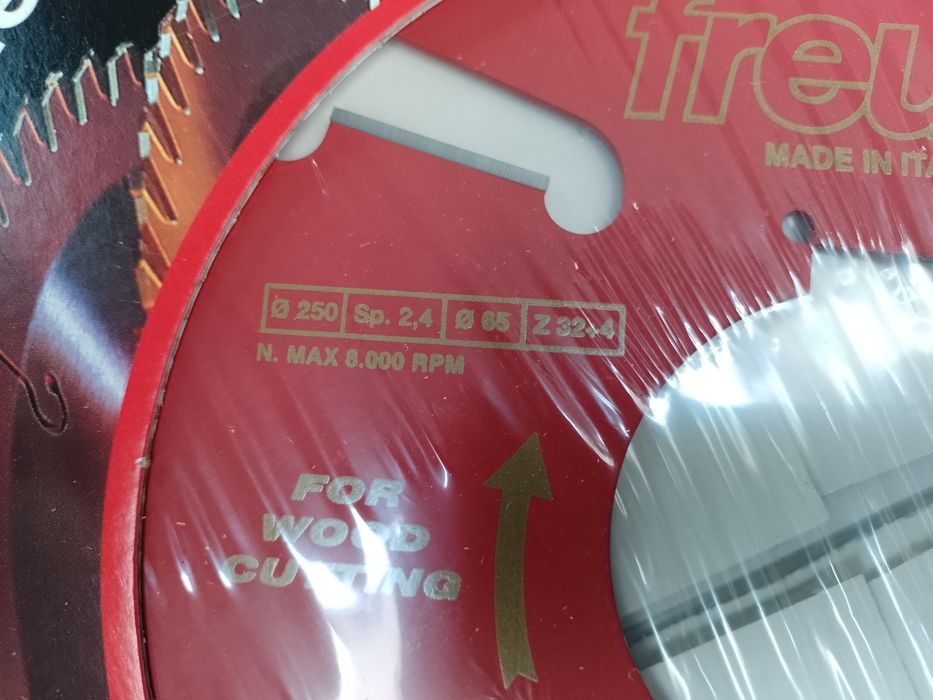 freu
MADE IN ITA
Ø 250 Sp. 2,4 Ø 65 Z 32+4
N. MAX 8.000 RPM
FOR
WOOD
CUTTING